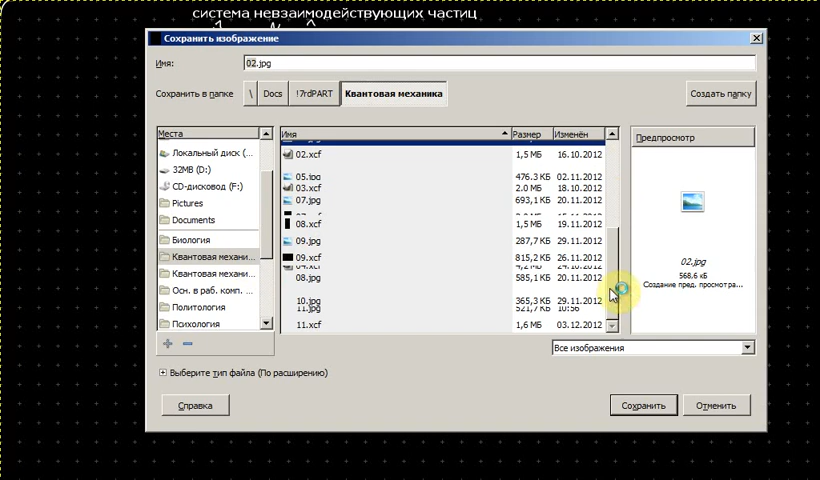 система невзаимодействующих частиц
Сохранить изображение
Имя: 02.jpg
Сохранить в папке \ Docs !7rdPART Квантовая механика Создать папку
Места Имя Размер Изменён Предпросмотр
Локальный диск (...
32MB (D:)
CD-дисковод (F:)
Pictures
Documents
Биология
Квантовая механи...
Квантовая механи...
Осн. в раб. комп. ...
Политология
Психология
02.xcf 1,5 МБ 16.10.2012
05.jpg 476.3 КБ 02.11.2012
03.xcf 2.0 МБ 18.10.2012
07.jpg 693,1 КБ 20.11.2012
08.xcf 1,5 МБ 19.11.2012
09.jpg 287,7 КБ 29.11.2012
09.xcf 815,2 КБ 26.11.2012
08.jpg 585,1 КБ 20.11.2012
10.jpg 365,3 КБ 29.11.2012
11.jpg 521,7 КБ 10:56
11.xcf 1,6 МБ 03.12.2012
02.jpg
568,6 кБ
Создание пред. просмотра...
Все изображения
Выберите тип файла (По расширению)
Справка Сохранить Отменить